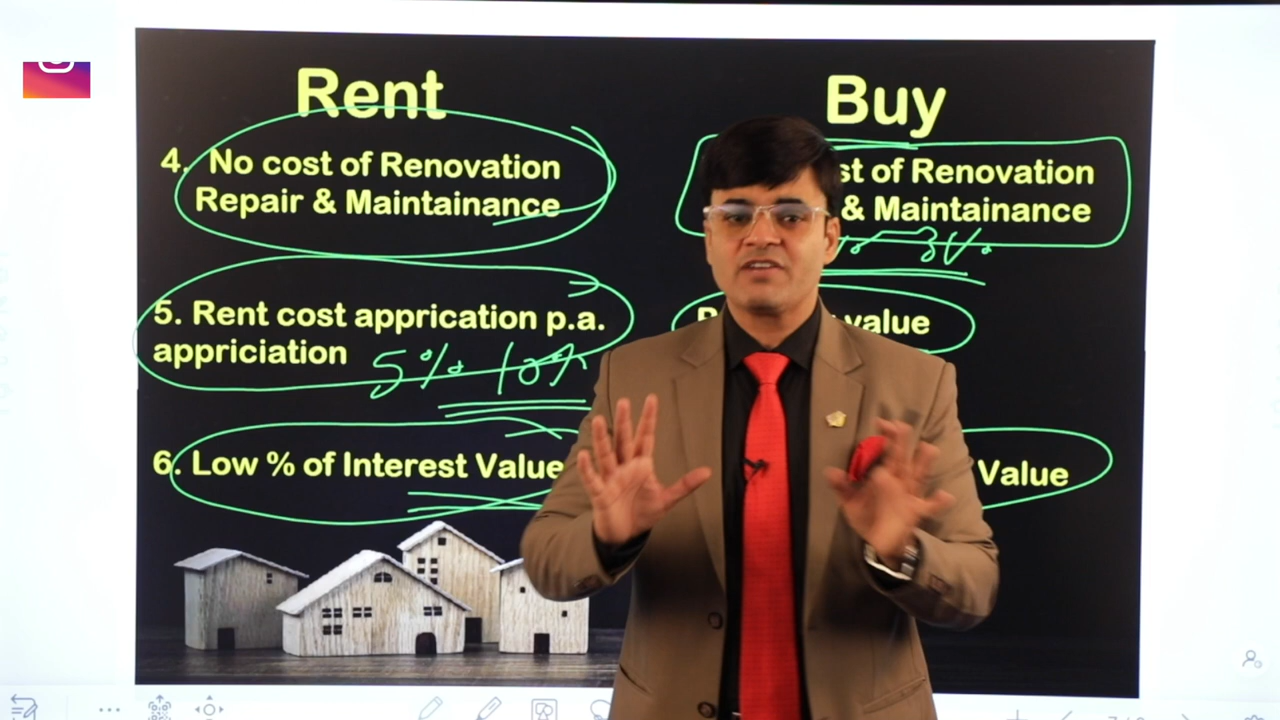 Rent
4. No cost of Renovation
Repair & Maintainance
5. Rent cost apprication p.a.
appriciation
5% 10%
6. Low % of Interest Value
Buy
of Renovation
& Maintainance
3%
value
Value